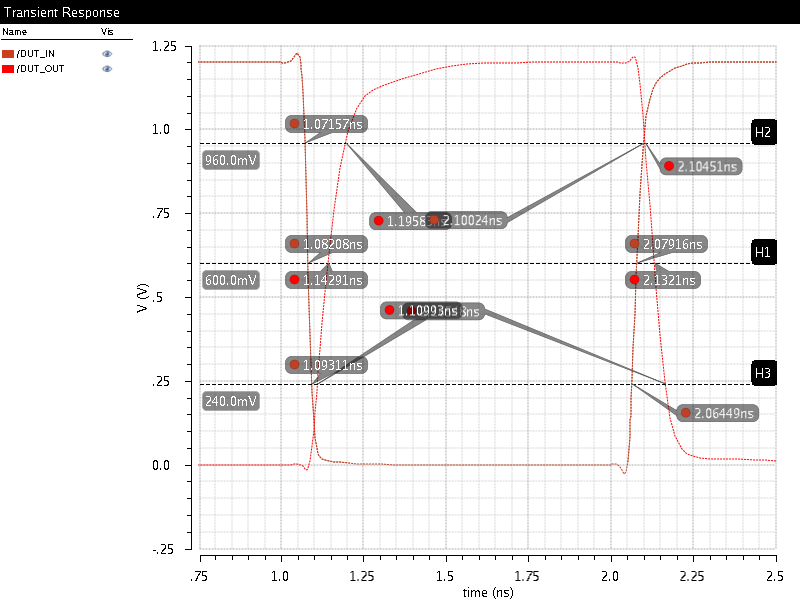 Transient Response
Name Vis
/DUT_IN
/DUT_OUT
V (V)
1.25
1.0
.75
.5
.25
0.0
-.25
960.0mV
600.0mV
240.0mV
1.07157ns
2.10451ns
2.10024ns
1.08208ns
2.07916ns
1.14291ns
2.1321ns
1.10993ns
1.09311ns
2.06449ns
H2
H1
H3
.75 1.0 1.25 1.5 1.75 2.0 2.25 2.5
time (ns)